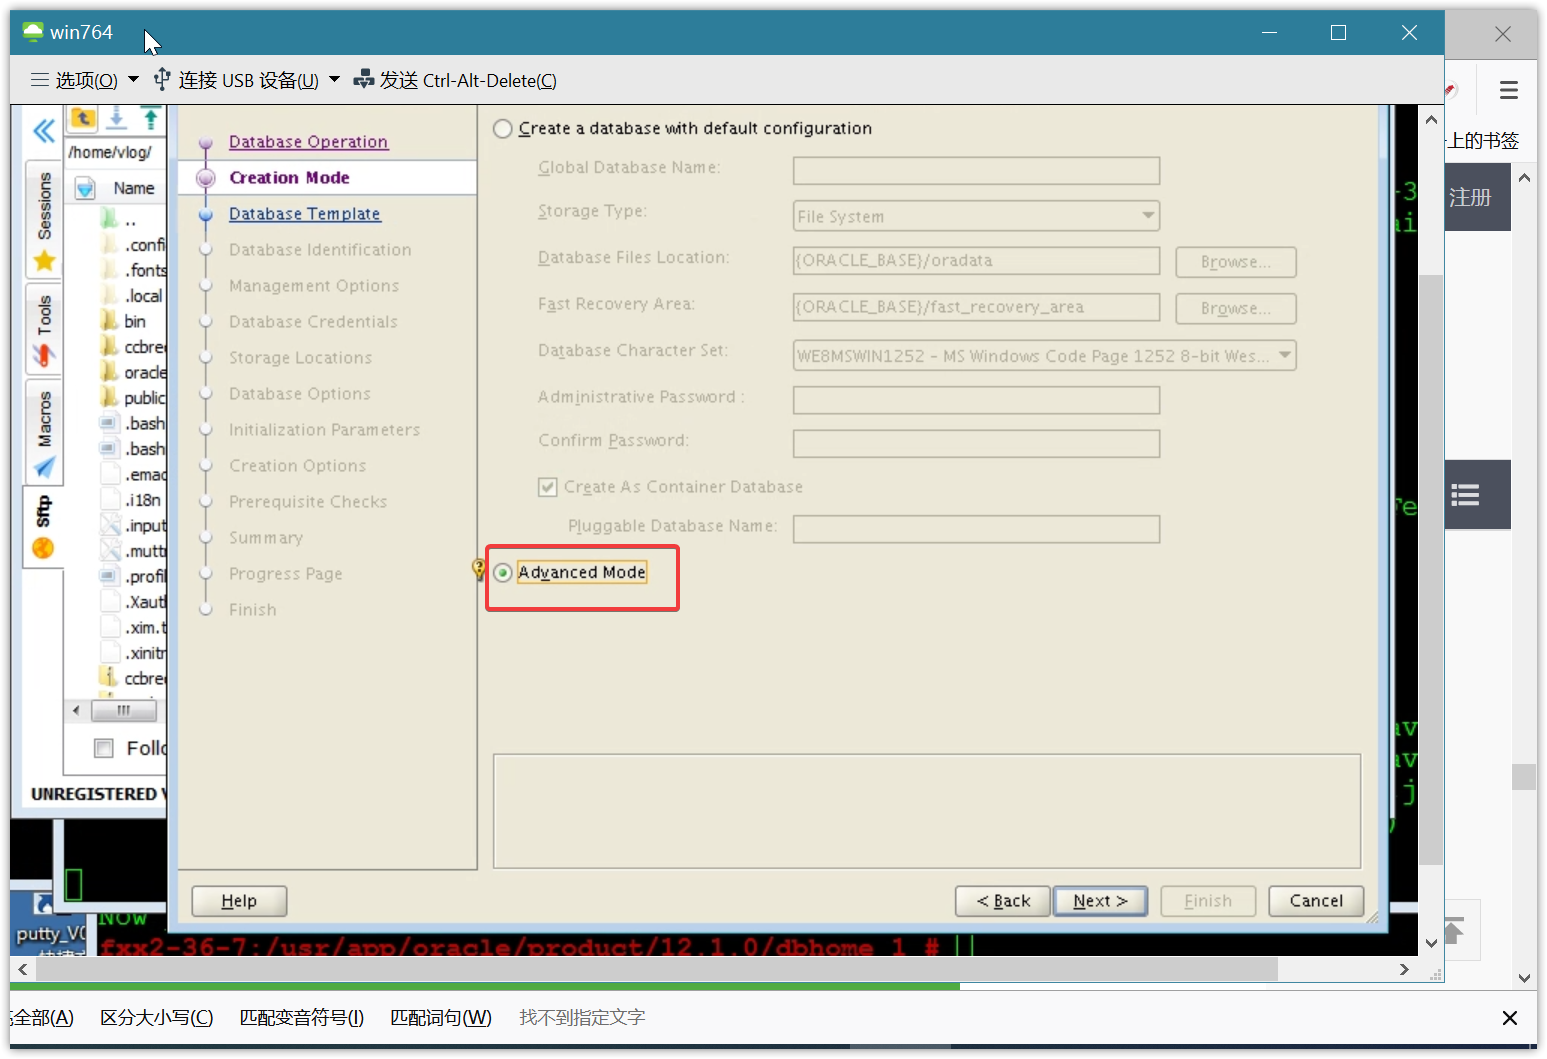 win764
选项(O) 连接 USB 设备(U) 发送 Ctrl-Alt-Delete(C)
上的书签
注册
/home/vlog/
Name
..
.confi
.fonts
.local
bin
ccbre
oracle
public
.bash
.bash
.emac
.i18n
.input
.mutt
.profil
.Xaut
.xim.t
.xinitr
ccbre
Sessions
Tools
Macros
Sftp
Follo
UNREGISTERED V
Database Operation
Creation Mode
Database Template
Database Identification
Management Options
Database Credentials
Storage Locations
Database Options
Initialization Parameters
Creation Options
Prerequisite Checks
Summary
Progress Page
Finish
Create a database with default configuration
Global Database Name:
Storage Type: File System
Database Files Location: {ORACLE_BASE}/oradata Browse...
Fast Recovery Area: {ORACLE_BASE}/fast_recovery_area Browse...
Database Character Set: WE8MSWIN1252 - MS Windows Code Page 1252 8-bit Wes...
Administrative Password :
Confirm Password:
Create As Container Database
Pluggable Database Name:
Advanced Mode
Help < Back Next > Finish Cancel
-3
ai
re
av
av
j
)
putty_V(
Now
fxx2-36-7:/usr/app/oracle/product/12.1.0/dbhome_1 #
全部(A) 区分大小写(C) 匹配变音符号(I) 匹配词句(W) 找不到指定文字